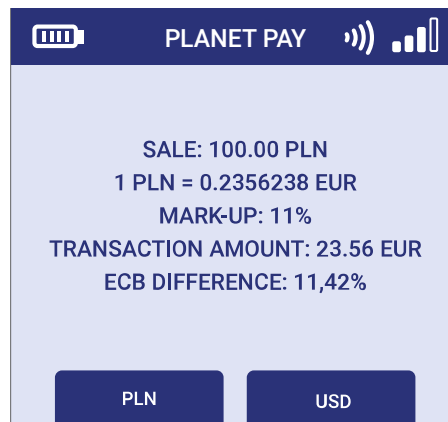 PLANET PAY
SALE: 100.00 PLN
1 PLN = 0.2356238 EUR
MARK-UP: 11%
TRANSACTION AMOUNT: 23.56 EUR
ECB DIFFERENCE: 11,42%
PLN USD